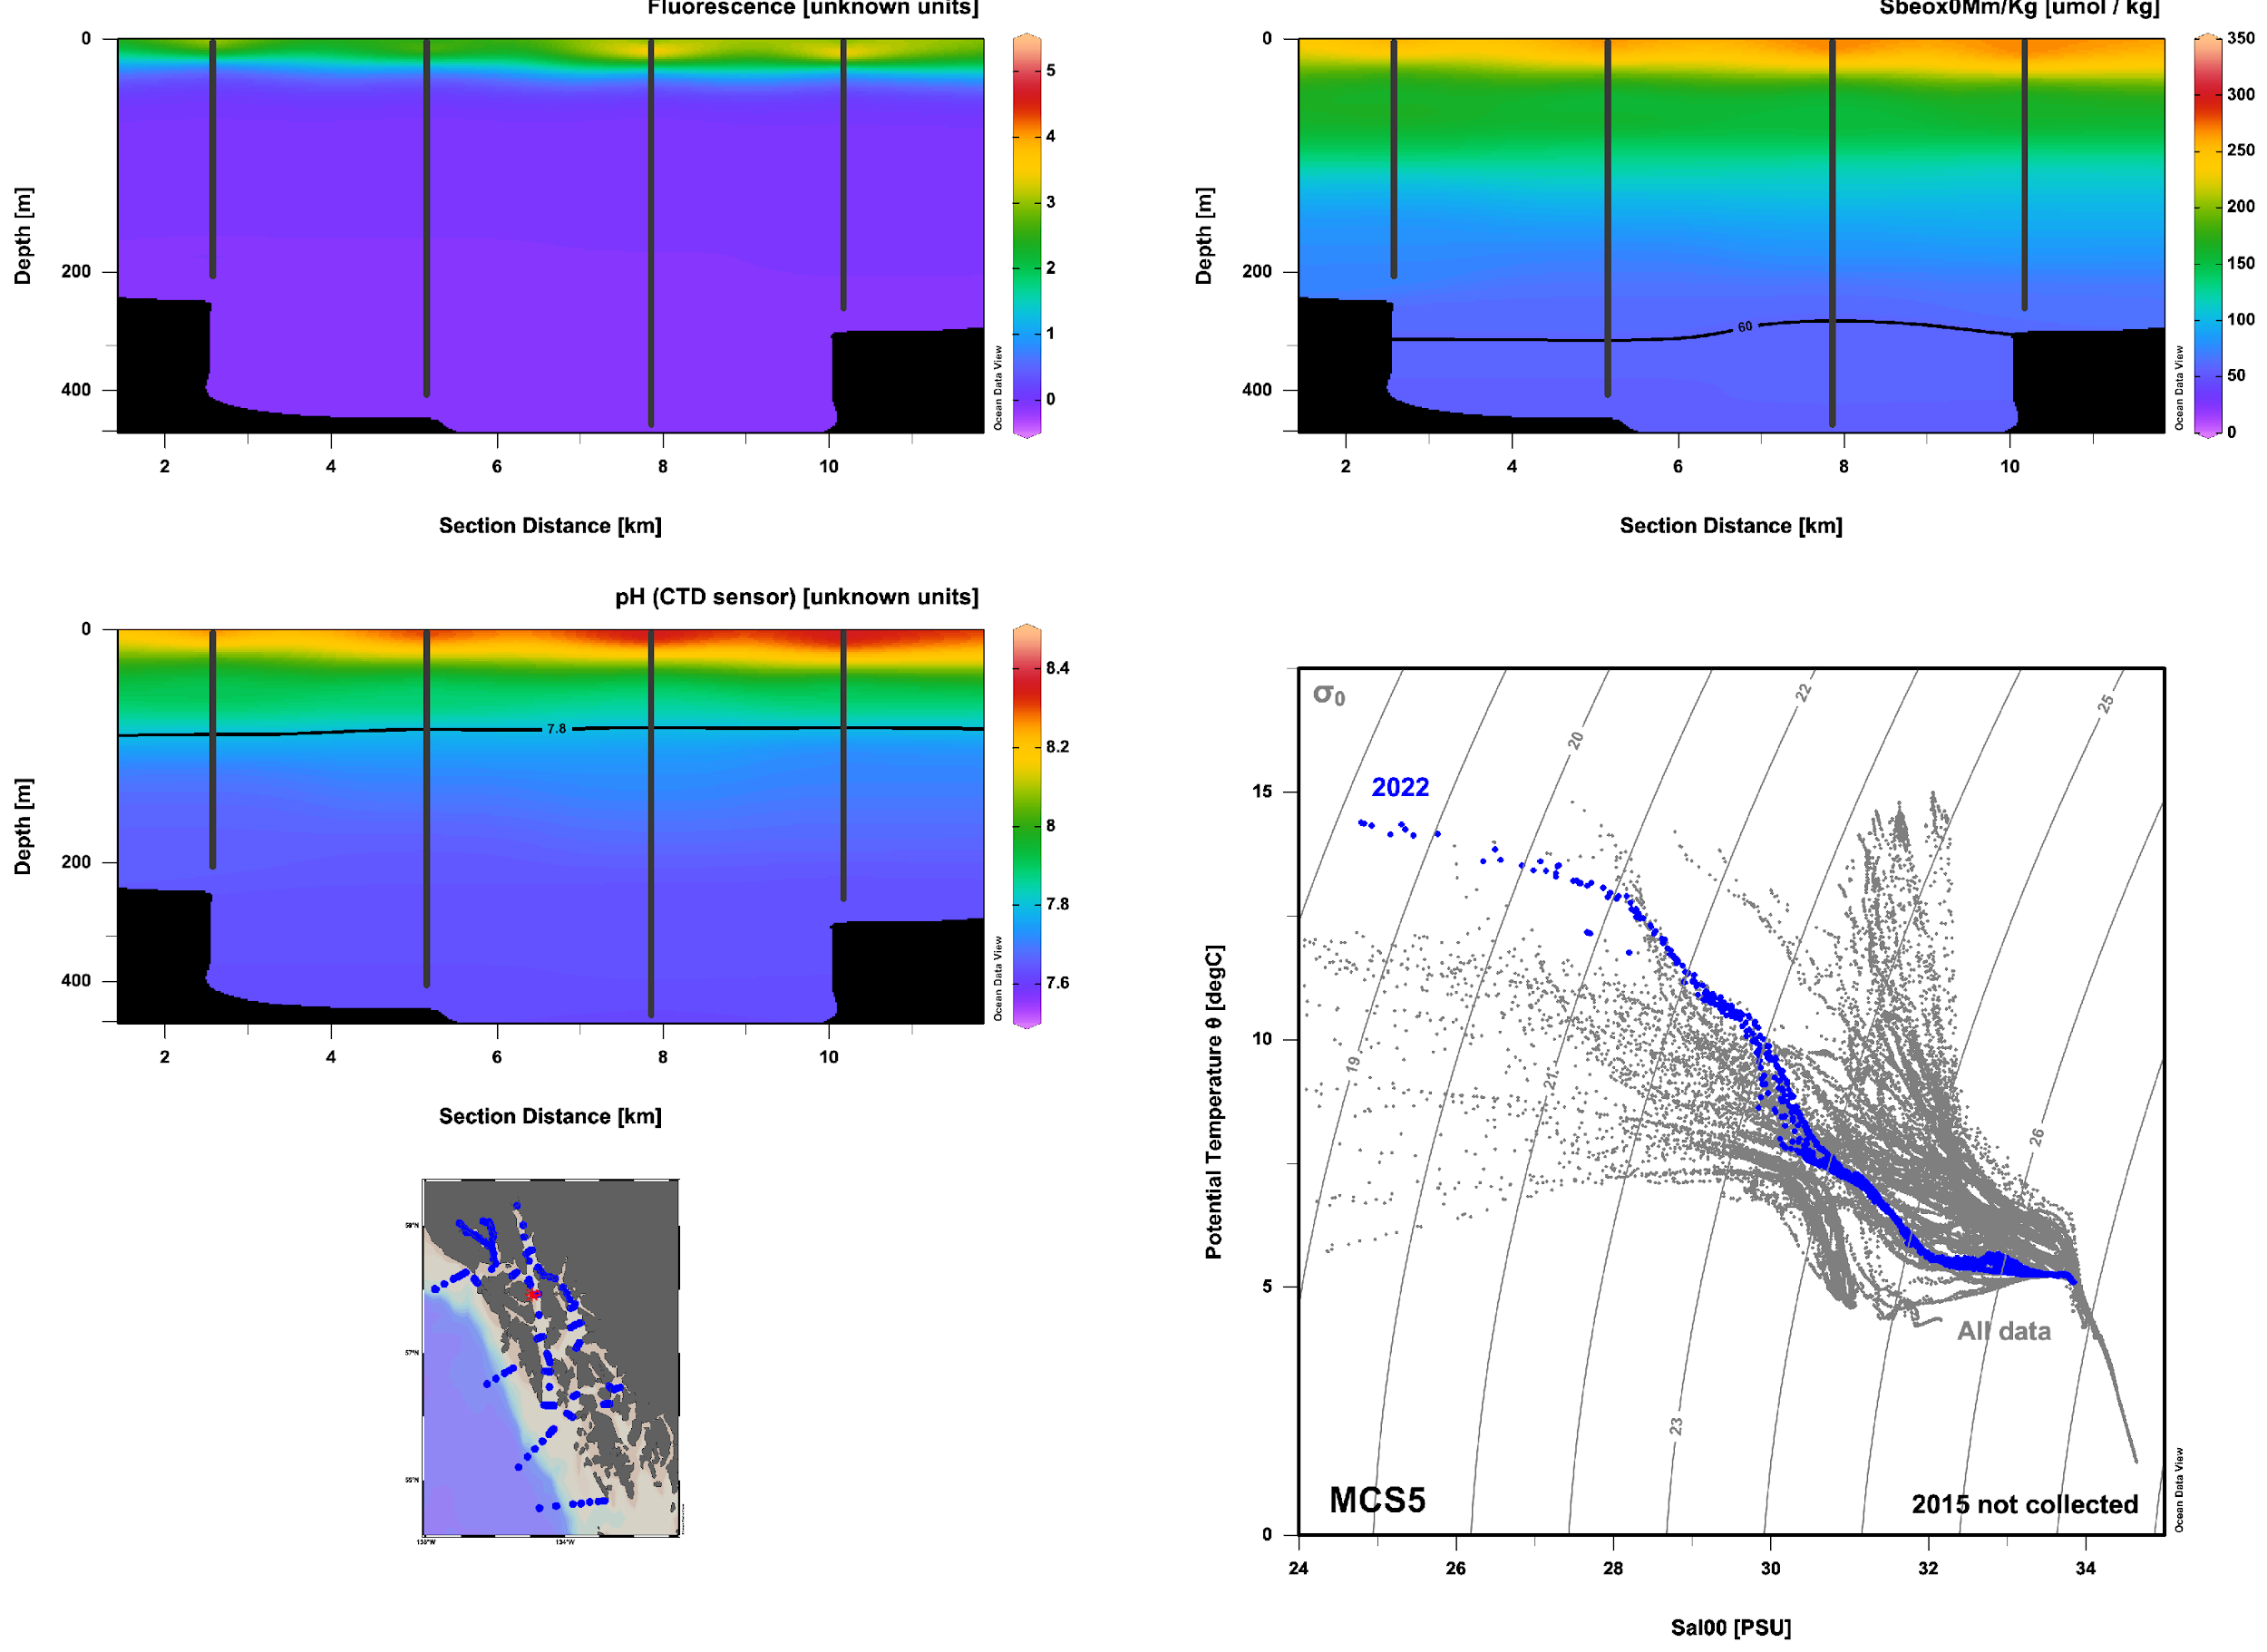 Fluorescence [unknown units]
Depth [m]
0
200
400
2 4 6 8 10
Section Distance [km]
5
4
3
2
1
0
Ocean Data View
Sbeox0Mm/Kg [umol / kg]
Depth [m]
0
200
400
60
2 4 6 8 10
Section Distance [km]
350
300
250
200
150
100
50
0
Ocean Data View
pH (CTD sensor) [unknown units]
Depth [m]
0
200
400
7.8
2 4 6 8 10
Section Distance [km]
8.4
8.2
8
7.8
7.6
Ocean Data View
57°N
134°W
σ0
20
22
25
2022
19
21
26
23
All data
MCS5
2015 not collected
Potential Temperature θ [degC]
15
10
5
0
24 26 28 30 32 34
Sal00 [PSU]
Ocean Data View